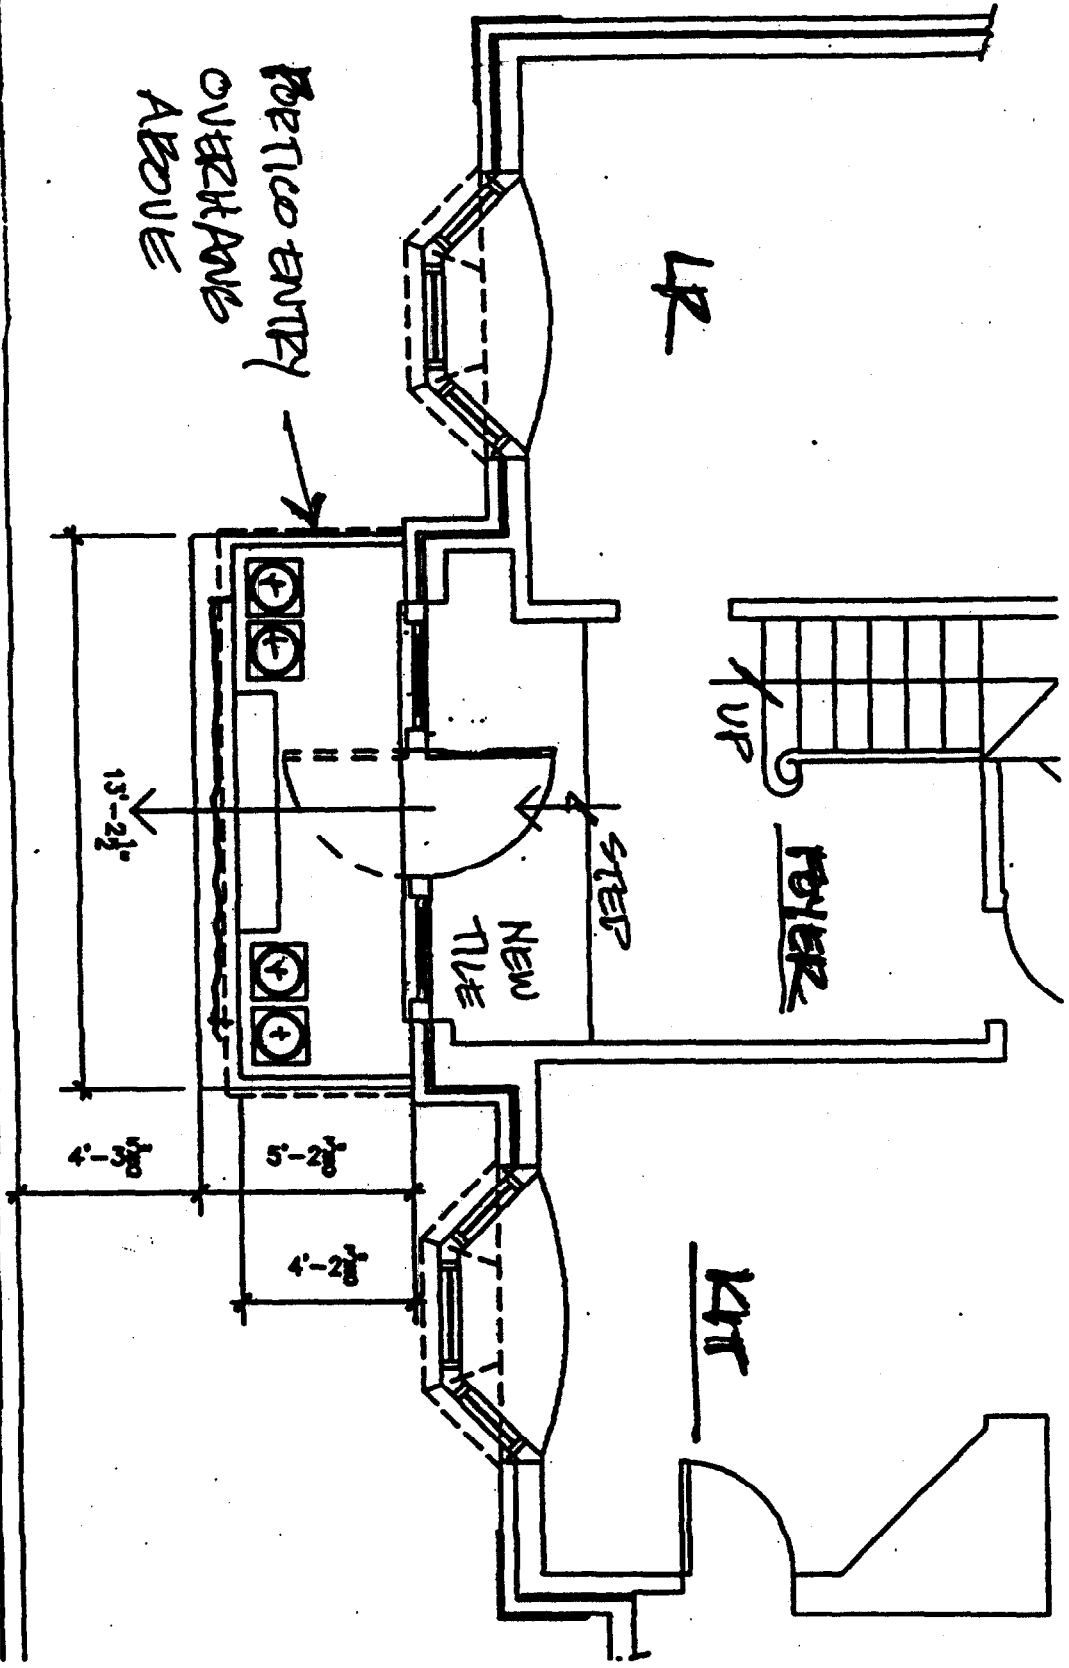 LR
UP
FOYER
KIT
STEP
NEW
TILE
PORTICO ENTRY
OVERHANG
ABOVE
13'-2½"
5'-2⅜"
4'-3⅝"
4'-2⅜"